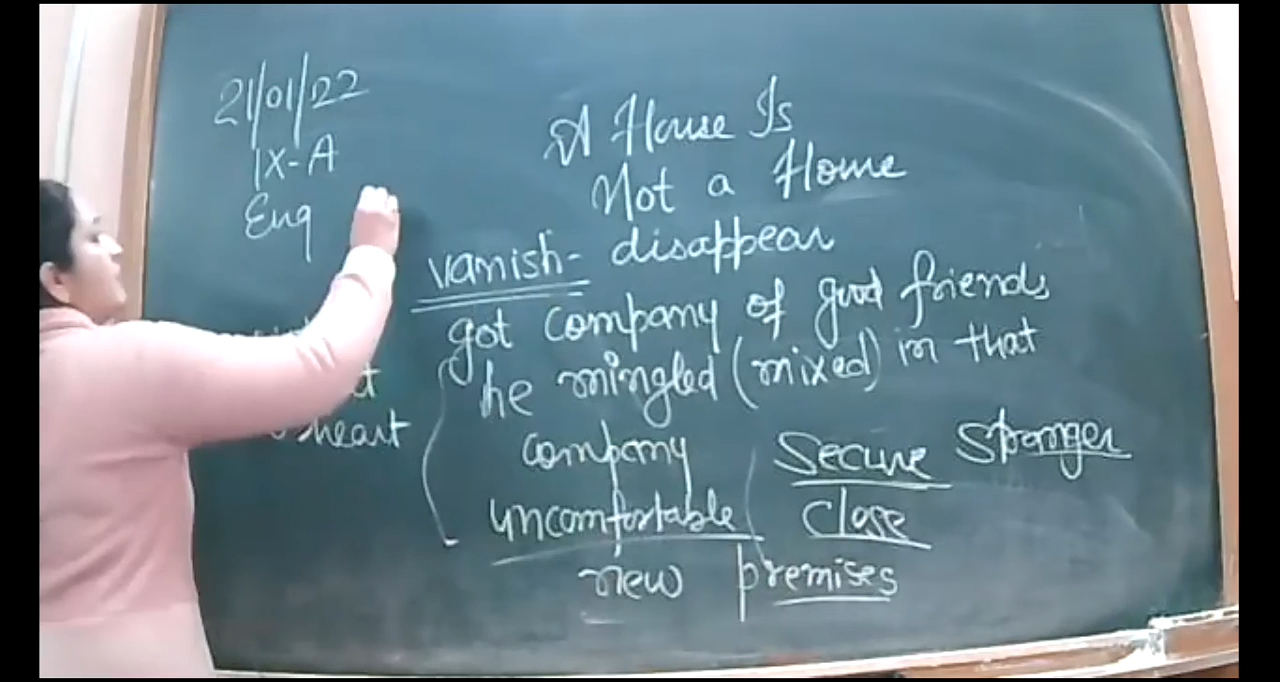 21/01/22
IX-A
Eng
A House Is
Not a Home
vanish- disappear
got company of good friends
he mingled (mixed) in that
company
uncomfortable
new premises
Secure Stranger
Close
heart